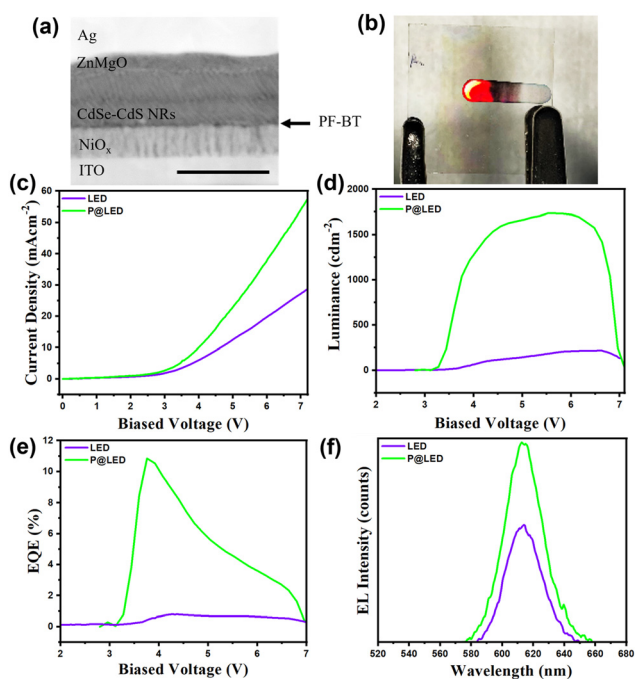 (a)
Ag
ZnMgO
CdSe-CdS NRs
PF-BT
NiOx
ITO
(b)
(c)
LED
P@LED
Current Density (mAcm-2)
60
50
40
30
20
10
0
0 1 2 3 4 5 6 7
Biased Voltage (V)
(d)
LED
P@LED
Luminance (cdm-2)
1750
1500
1250
1000
750
500
250
0
2 3 4 5 6 7
Biased Voltage (V)
(e)
LED
P@LED
EQE (%)
12
10
8
6
4
2
0
2 3 4 5 6 7
Biased Voltage (V)
(f)
LED
P@LED
EL Intensity (counts)
520 540 560 580 600 620 640 660 680
Wavelength (nm)